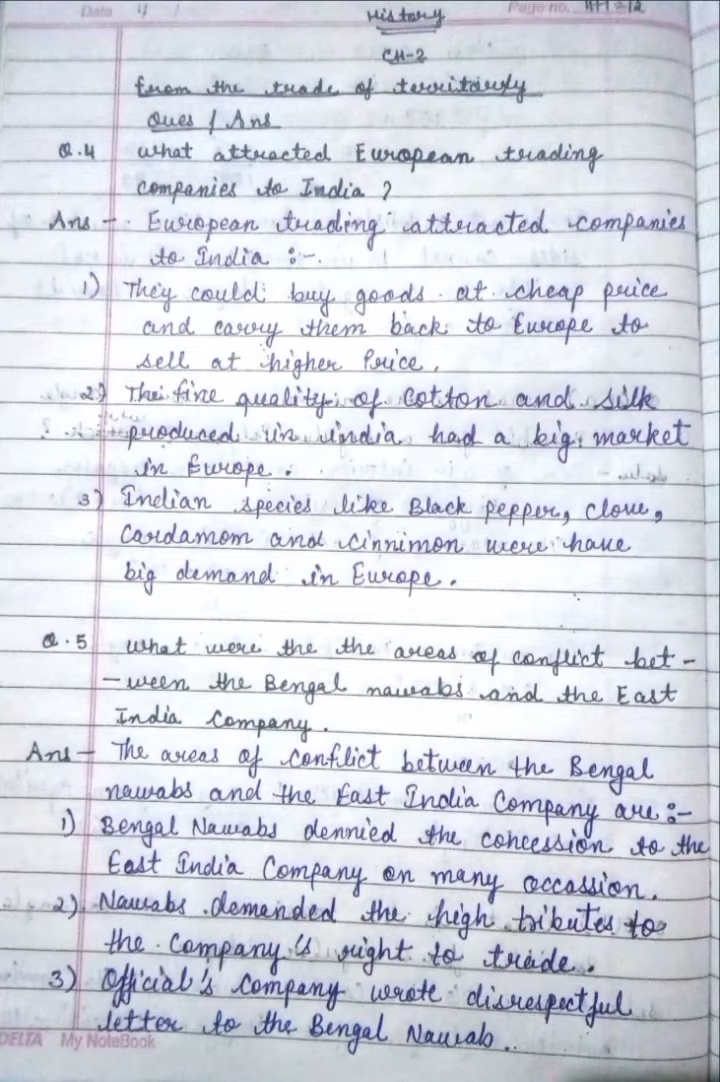 Data
Page no.
History
CH-2
from the trade of territorty
Ques / Ans
Q.4 what attracted European trading
companies to India ?
Ans - European trading attracted companies
to India :-
1) They could buy goods at cheap price
and carry them back to Europe to
sell at higher Price.
2) The fine quality of Cotton and silk
produced in india had a big market
in Europe.
3) Indian species like Black pepper, clove,
Cardamom and Cinnimon were have
big demand in Europe.
Q.5 what were the the areas of conflict bet-
-ween the Bengal nawabs and the East
India Company.
Ans - The areas of conflict between the Bengal
nawabs and the East India Company are :-
1) Bengal Nawabs dennied the concession to the
East India Company on many occassion.
2) Nawabs demanded the high tributes to
the Company's right to trade.
3) Official's Company wrote disrespectful
letter to the Bengal Nawab.
DELTA My NoteBook